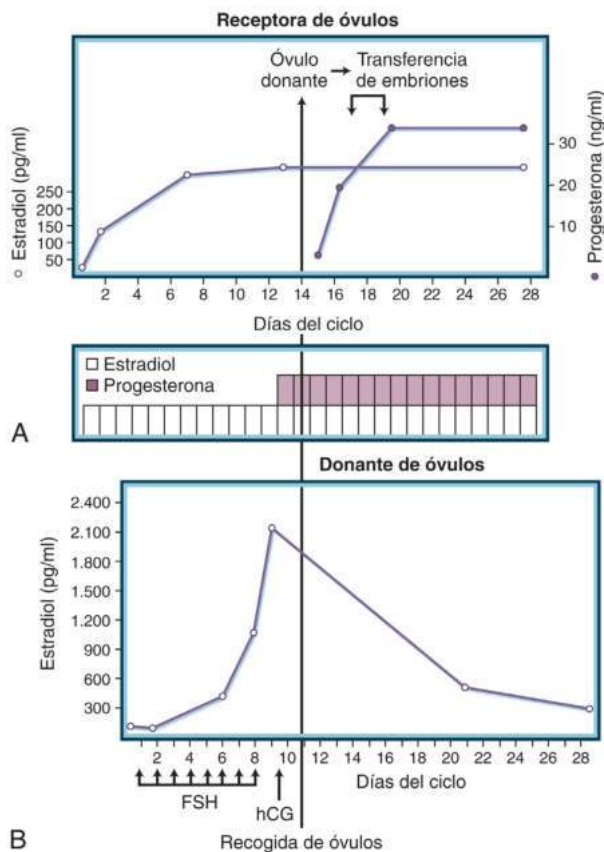 Receptora de óvulos
Óvulo donante
Transferencia de embriones
Estradiol (pg/ml)
250
200
150
100
50
Progesterona (ng/ml)
30
20
10
2 4 6 8 10 12 14 16 18 20 22 24 26 28
Días del ciclo
Estradiol
Progesterona
A
Donante de óvulos
Estradiol (pg/ml)
2.400
2.100
1.800
1.500
1.200
900
600
300
2 4 6 8 10 12 14 16 18 20 22 24 26 28
Días del ciclo
FSH
hCG
B
Recogida de óvulos